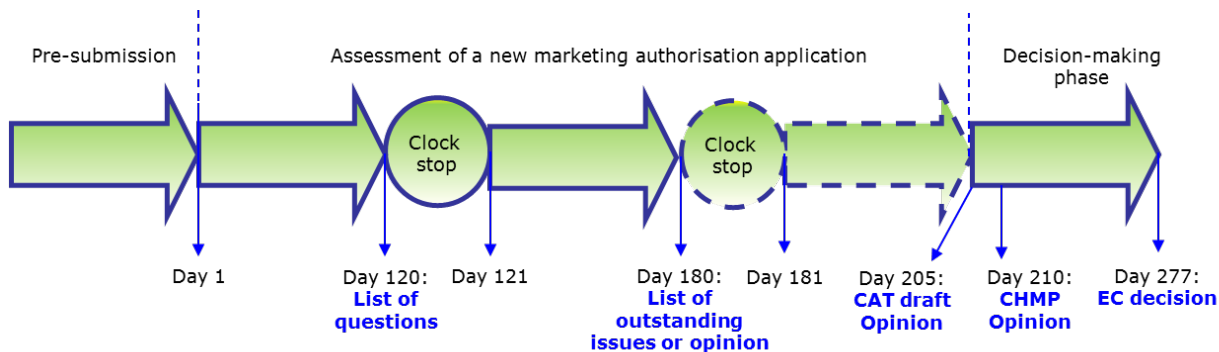 Pre-submission
Assessment of a new marketing authorisation application
Decision-making
phase
Clock
stop
Clock
stop
Day 1
Day 120:
List of
questions
Day 121
Day 180:
List of
outstanding
issues or opinion
Day 181
Day 205:
CAT draft
Opinion
Day 210:
CHMP
Opinion
Day 277:
EC decision